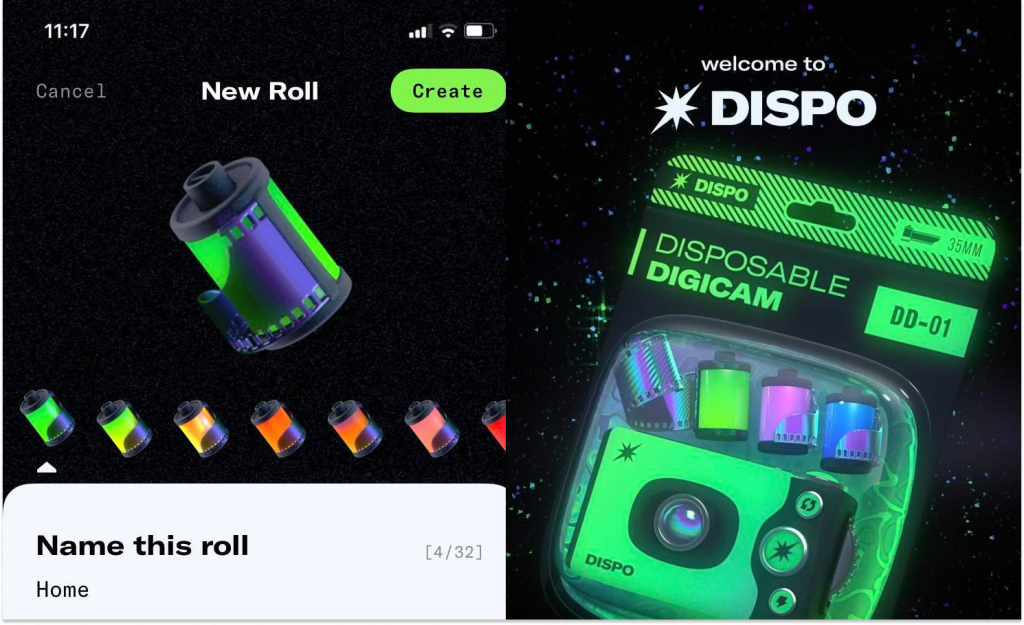 11:17
Cancel
New Roll
Create
Name this roll
[4/32]
Home
welcome to
DISPO
DISPO
35MM
DISPOSABLE
DIGICAM
DD-01
DISPO